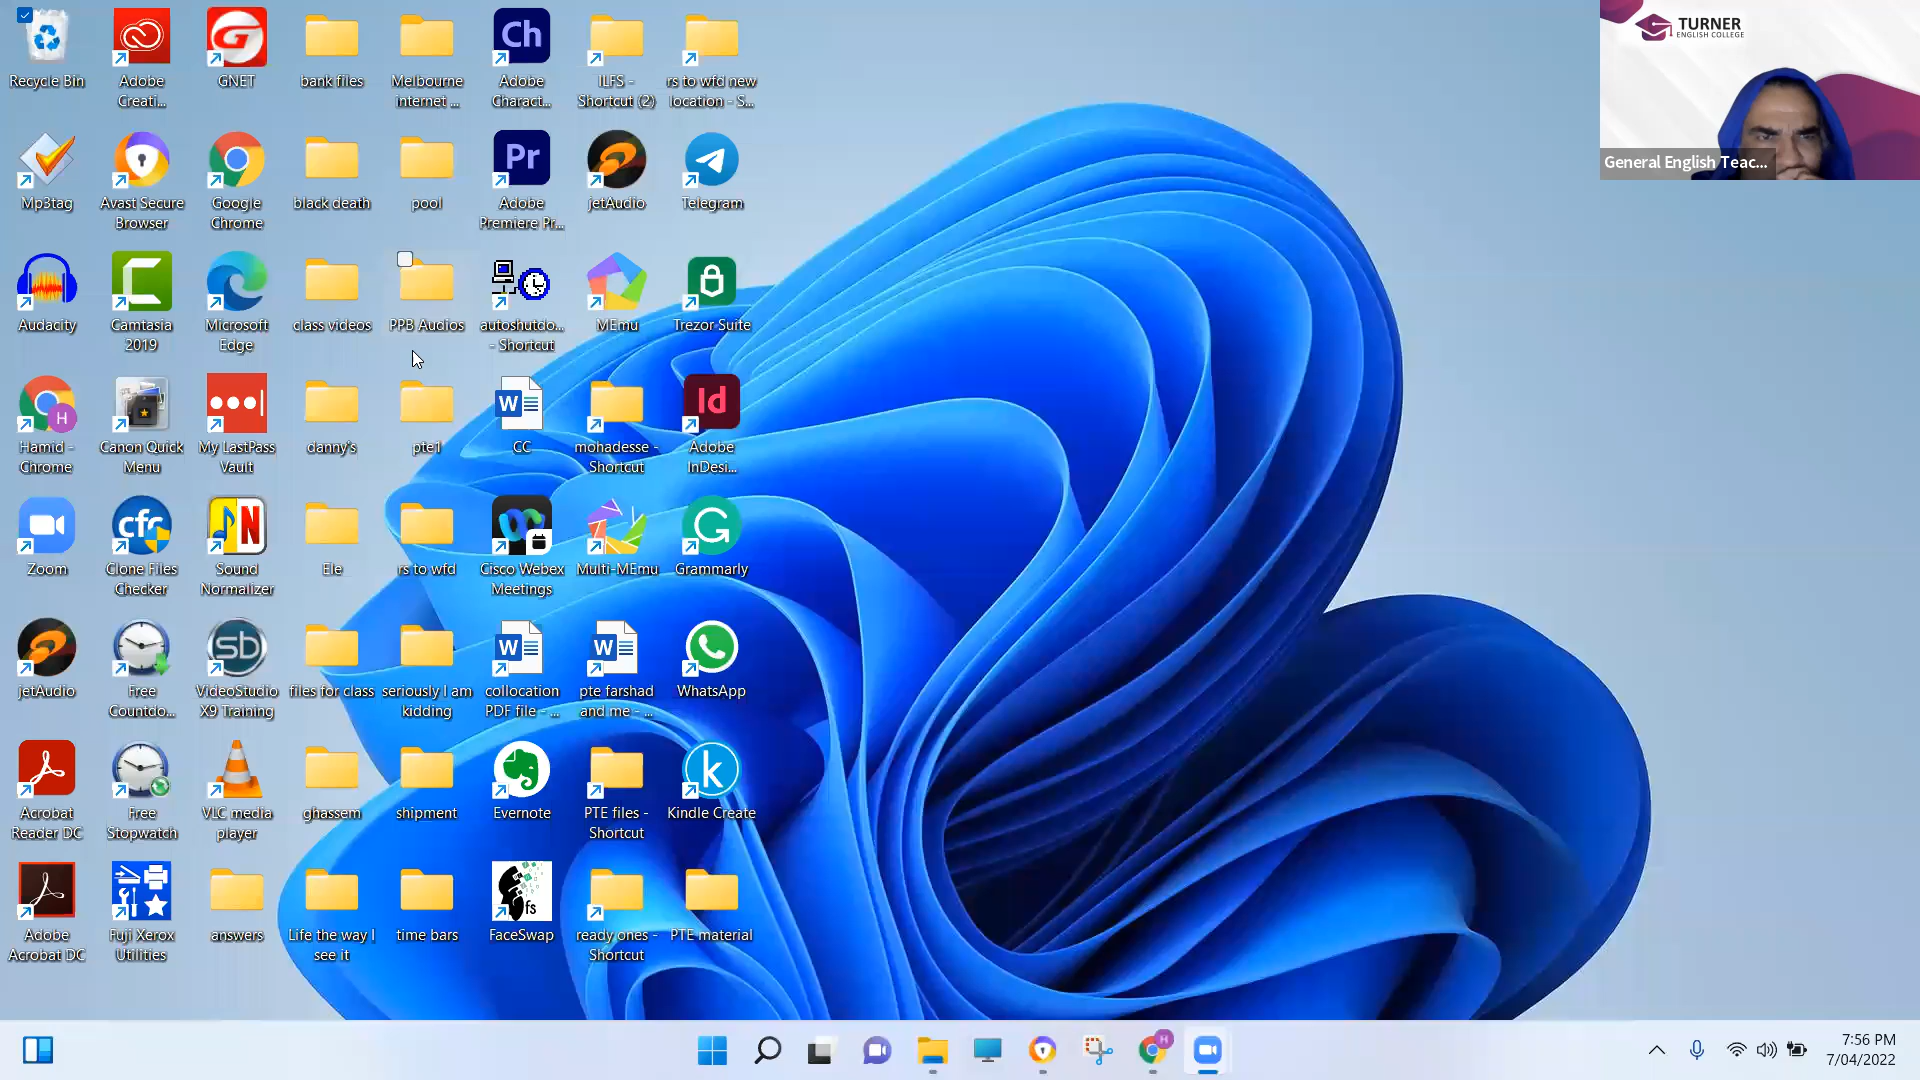 Recycle Bin
Adobe
Creati...
GNET
bank files
Melbourne
internet ...
Ch
Adobe
Charact...
ILFS -
Shortcut (2)
rs to wfd new
location - S...
Mp3tag
Avast Secure
Browser
Google
Chrome
black death
pool
Pr
Adobe
Premiere Pr...
jetAudio
Telegram
Audacity
Camtasia
2019
Microsoft
Edge
class videos
PPB Audios
autoshutdo...
- Shortcut
MEmu
Trezor Suite
H
Hamid -
Chrome
Canon Quick
Menu
My LastPass
Vault
danny's
pte1
W
CC
mohadesse -
Shortcut
Id
Adobe
InDesi...
Zoom
cfc
Clone Files
Checker
N
Sound
Normalizer
Ele
rs to wfd
Cisco Webex
Meetings
Multi-MEmu
G
Grammarly
jetAudio
Free
Countdo...
sb
VideoStudio
X9 Training
files for class
seriously I am
kidding
W
collocation
PDF file - ...
W
pte farshad
and me - ...
WhatsApp
Acrobat
Reader DC
Free
Stopwatch
VLC media
player
ghassem
shipment
Evernote
PTE files -
Shortcut
k
Kindle Create
Adobe
Acrobat DC
Fuji Xerox
Utilities
answers
Life the way I
see it
time bars
fs
FaceSwap
ready ones -
Shortcut
PTE material
TURNER
ENGLISH COLLEGE
General English Teac...
H
7:56 PM
7/04/2022